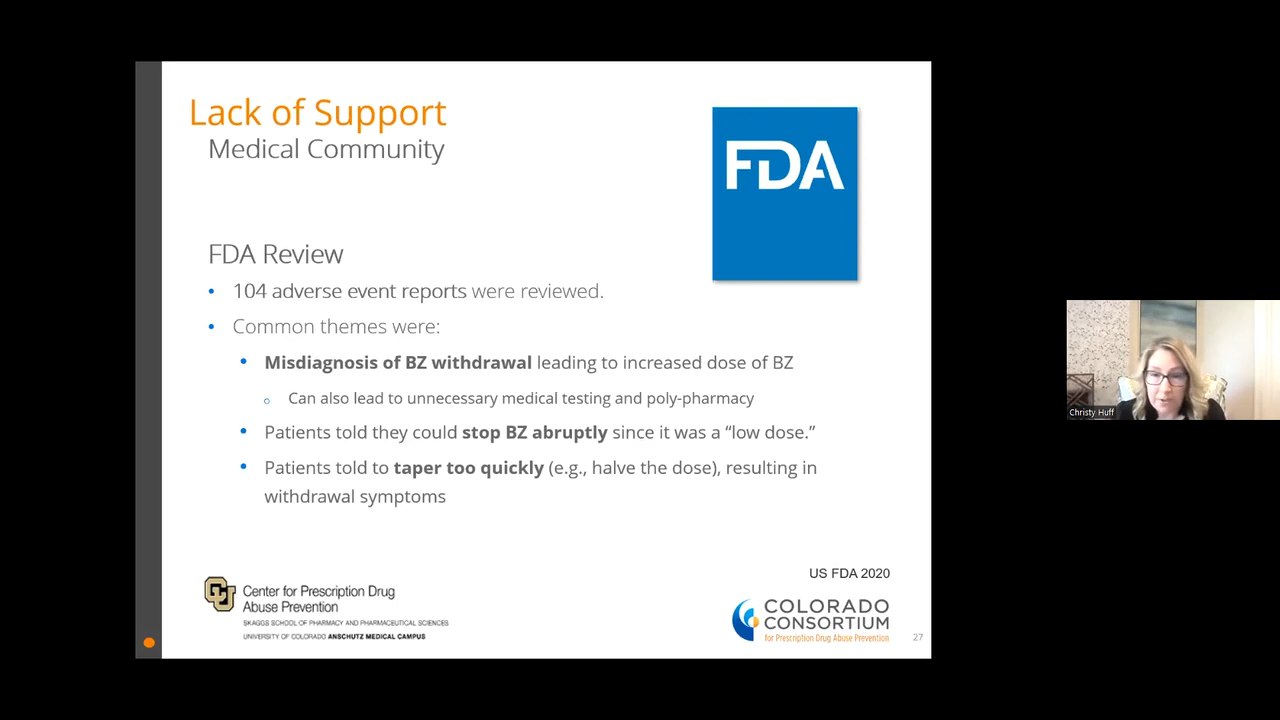 Lack of Support
Medical Community
FDA
FDA Review
• 104 adverse event reports were reviewed.
• Common themes were:
• Misdiagnosis of BZ withdrawal leading to increased dose of BZ
o Can also lead to unnecessary medical testing and poly-pharmacy
• Patients told they could stop BZ abruptly since it was a “low dose.”
• Patients told to taper too quickly (e.g., halve the dose), resulting in
withdrawal symptoms
Christy Huff
US FDA 2020
CU
Center for Prescription Drug
Abuse Prevention
SKAGGS SCHOOL OF PHARMACY AND PHARMACEUTICAL SCIENCES
UNIVERSITY OF COLORADO ANSCHUTZ MEDICAL CAMPUS
COLORADO
CONSORTIUM
for Prescription Drug Abuse Prevention
27